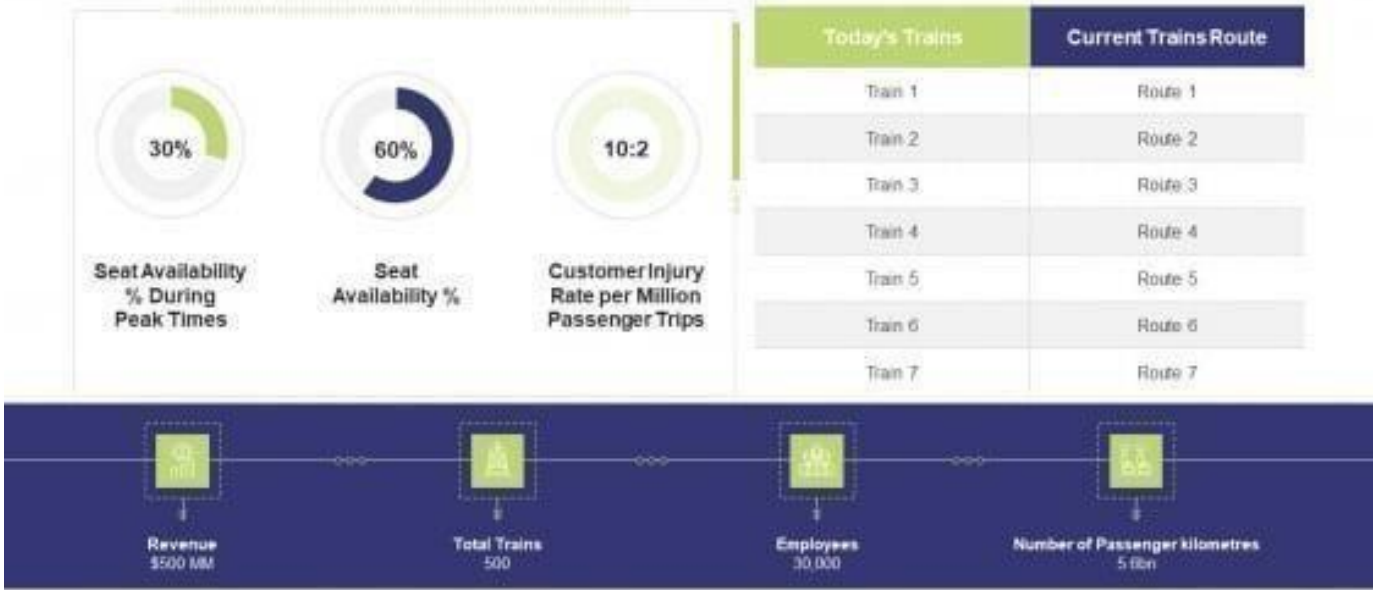 30%
60%
10:2
Seat Availability
% During
Peak Times
Seat
Availability %
Customer Injury
Rate per Million
Passenger Trips
Today's Trains Current Trains Route
Train 1 Route 1
Train 2 Route 2
Train 3 Route 3
Train 4 Route 4
Train 5 Route 5
Train 6 Route 6
Train 7 Route 7
Revenue
$500 MM
Total Trains
500
Employees
30,000
Number of Passenger kilometres